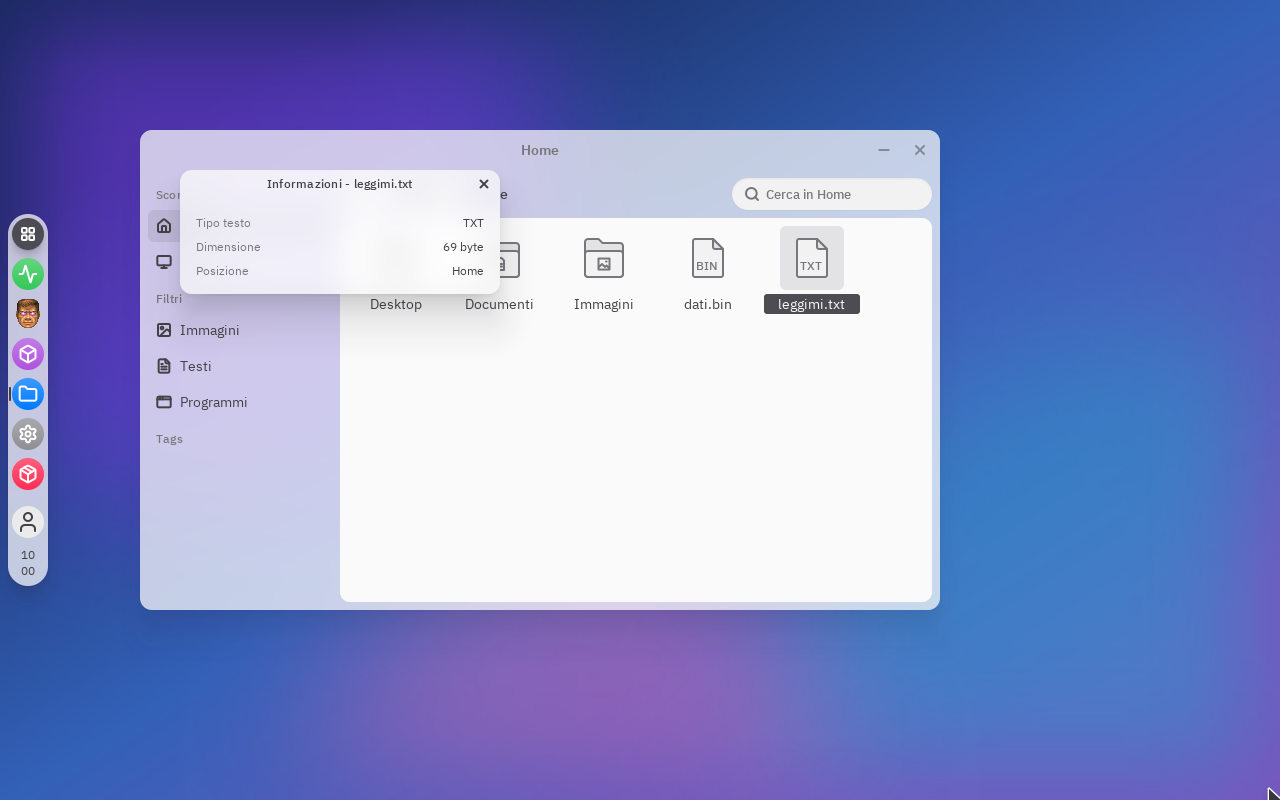 Home
Informazioni - leggimi.txt
Tipo testo TXT
Dimensione 69 byte
Posizione Home
Cerca in Home
Filtri
Immagini
Testi
Programmi
Tags
Desktop
Documenti
Immagini
BIN
dati.bin
TXT
leggimi.txt
10
00